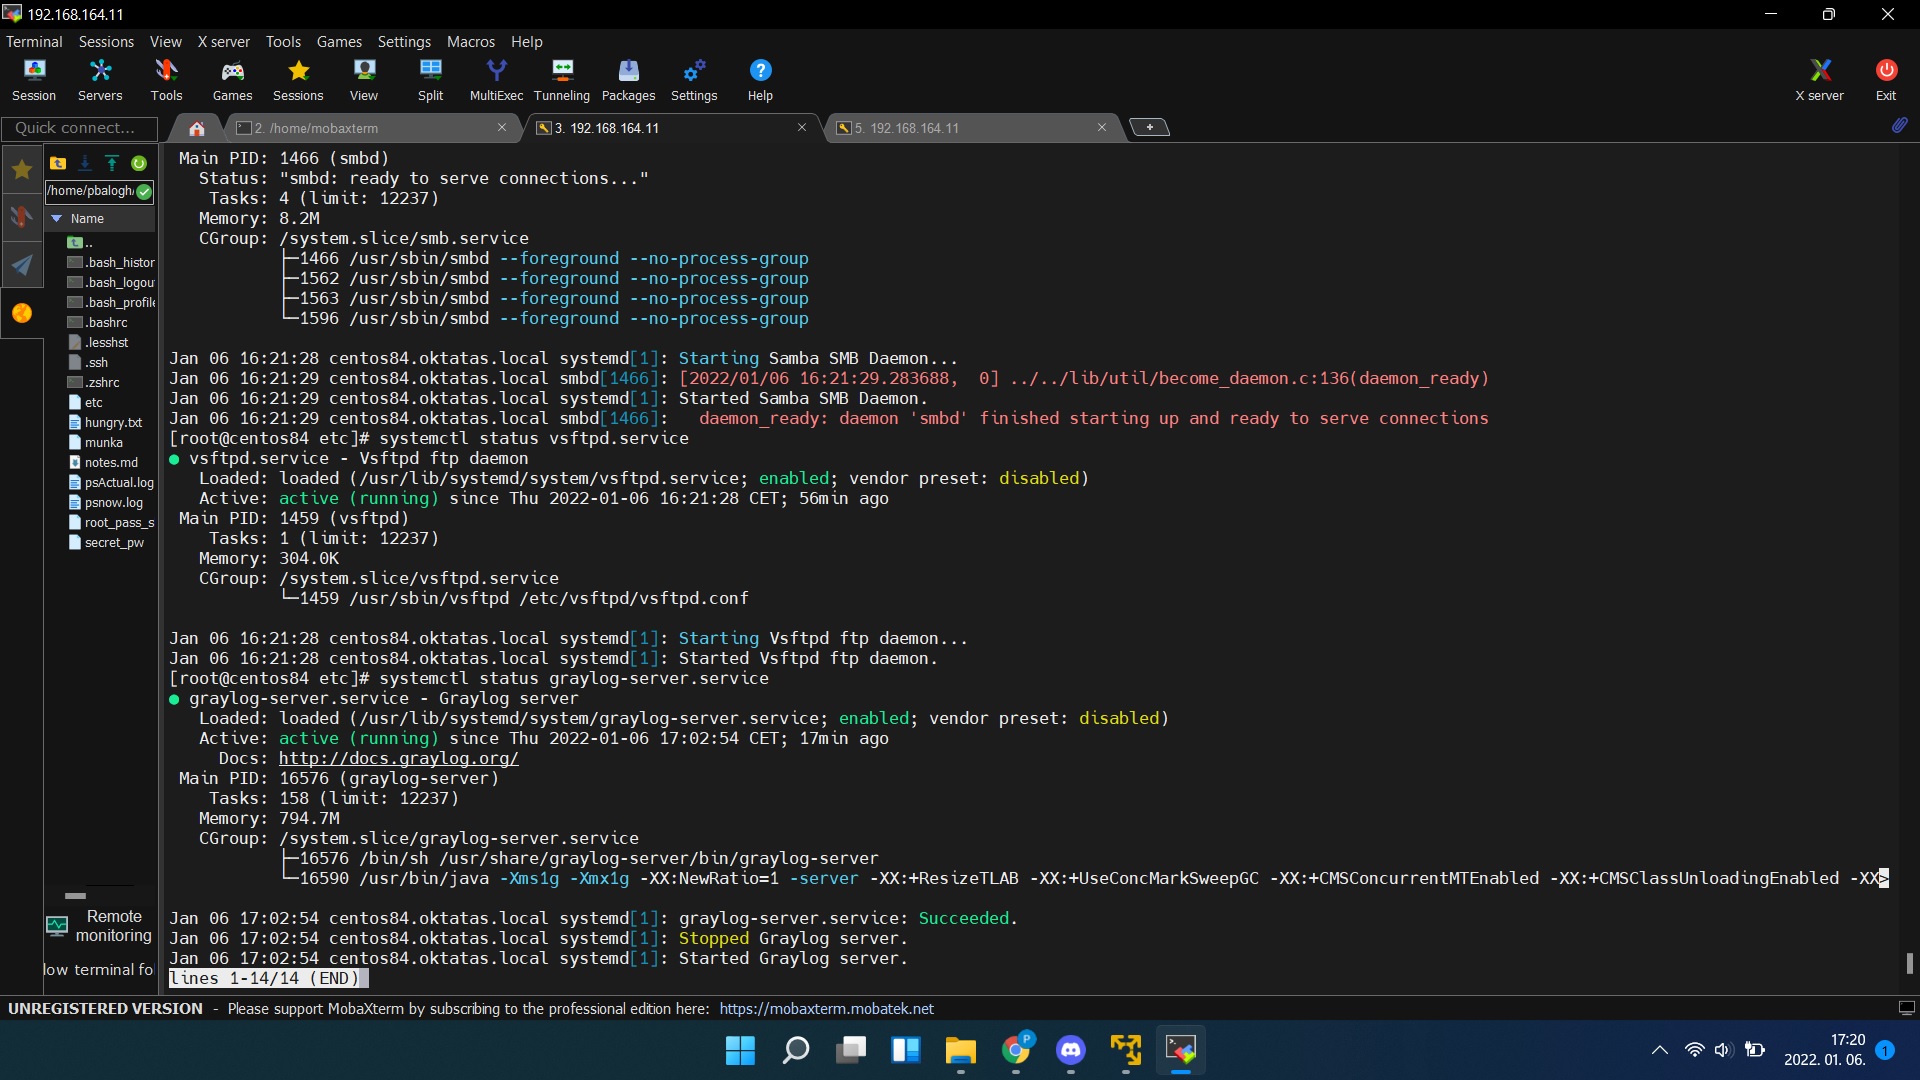 192.168.164.11
Terminal Sessions View X server Tools Games Settings Macros Help
Session Servers Tools Games Sessions View Split MultiExec Tunneling Packages Settings Help X server Exit
Quick connect... 2. /home/mobaxterm 3. 192.168.164.11 5. 192.168.164.11
/home/pbalogh/
Name
..
.bash_histor
.bash_logou
.bash_profile
.bashrc
.lesshst
.ssh
.zshrc
etc
hungry.txt
munka
notes.md
psActual.log
psnow.log
root_pass_s
secret_pw
Remote
monitoring
low terminal fo
Main PID: 1466 (smbd)
Status: "smbd: ready to serve connections..."
Tasks: 4 (limit: 12237)
Memory: 8.2M
CGroup: /system.slice/smb.service
├─1466 /usr/sbin/smbd --foreground --no-process-group
├─1562 /usr/sbin/smbd --foreground --no-process-group
├─1563 /usr/sbin/smbd --foreground --no-process-group
└─1596 /usr/sbin/smbd --foreground --no-process-group
Jan 06 16:21:28 centos84.oktatas.local systemd[1]: Starting Samba SMB Daemon...
Jan 06 16:21:29 centos84.oktatas.local smbd[1466]: [2022/01/06 16:21:29.283688,  0] ../../lib/util/become_daemon.c:136(daemon_ready)
Jan 06 16:21:29 centos84.oktatas.local systemd[1]: Started Samba SMB Daemon.
Jan 06 16:21:29 centos84.oktatas.local smbd[1466]:   daemon_ready: daemon 'smbd' finished starting up and ready to serve connections
[root@centos84 etc]# systemctl status vsftpd.service
● vsftpd.service - Vsftpd ftp daemon
Loaded: loaded (/usr/lib/systemd/system/vsftpd.service; enabled; vendor preset: disabled)
Active: active (running) since Thu 2022-01-06 16:21:28 CET; 56min ago
Main PID: 1459 (vsftpd)
Tasks: 1 (limit: 12237)
Memory: 304.0K
CGroup: /system.slice/vsftpd.service
└─1459 /usr/sbin/vsftpd /etc/vsftpd/vsftpd.conf
Jan 06 16:21:28 centos84.oktatas.local systemd[1]: Starting Vsftpd ftp daemon...
Jan 06 16:21:28 centos84.oktatas.local systemd[1]: Started Vsftpd ftp daemon.
[root@centos84 etc]# systemctl status graylog-server.service
● graylog-server.service - Graylog server
Loaded: loaded (/usr/lib/systemd/system/graylog-server.service; enabled; vendor preset: disabled)
Active: active (running) since Thu 2022-01-06 17:02:54 CET; 17min ago
Docs: http://docs.graylog.org/
Main PID: 16576 (graylog-server)
Tasks: 158 (limit: 12237)
Memory: 794.7M
CGroup: /system.slice/graylog-server.service
├─16576 /bin/sh /usr/share/graylog-server/bin/graylog-server
└─16590 /usr/bin/java -Xms1g -Xmx1g -XX:NewRatio=1 -server -XX:+ResizeTLAB -XX:+UseConcMarkSweepGC -XX:+CMSConcurrentMTEnabled -XX:+CMSClassUnloadingEnabled -XX>
Jan 06 17:02:54 centos84.oktatas.local systemd[1]: graylog-server.service: Succeeded.
Jan 06 17:02:54 centos84.oktatas.local systemd[1]: Stopped Graylog server.
Jan 06 17:02:54 centos84.oktatas.local systemd[1]: Started Graylog server.
lines 1-14/14 (END)
UNREGISTERED VERSION - Please support MobaXterm by subscribing to the professional edition here: https://mobaxterm.mobatek.net
P
17:20
2022. 01. 06. 1